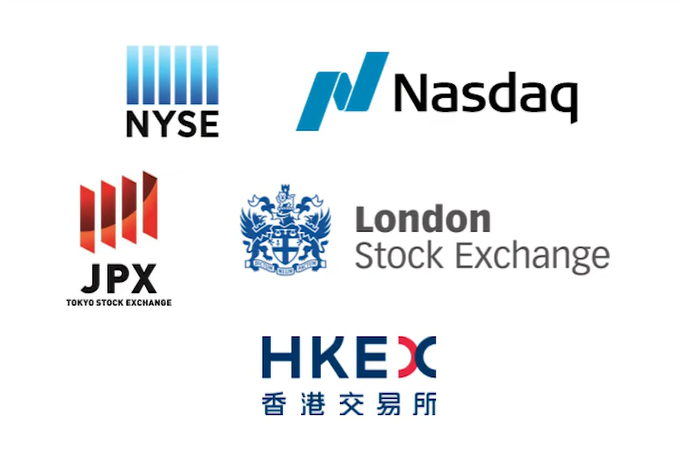 NYSE
Nasdaq
JPX
TOKYO STOCK EXCHANGE
London
Stock Exchange
HKEX
香港交易所